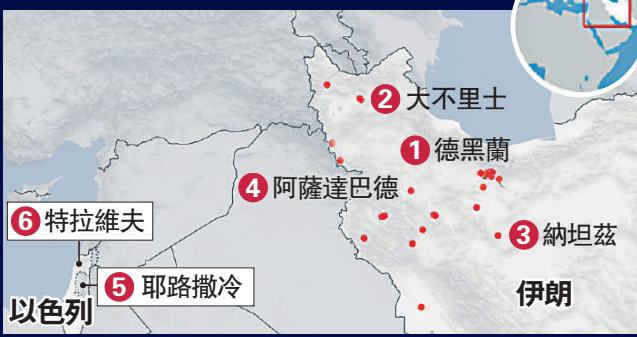 2 大不里士
1 德黑蘭
4 阿薩達巴德
6 特拉維夫
3 納坦茲
5 耶路撒冷
以色列
伊朗